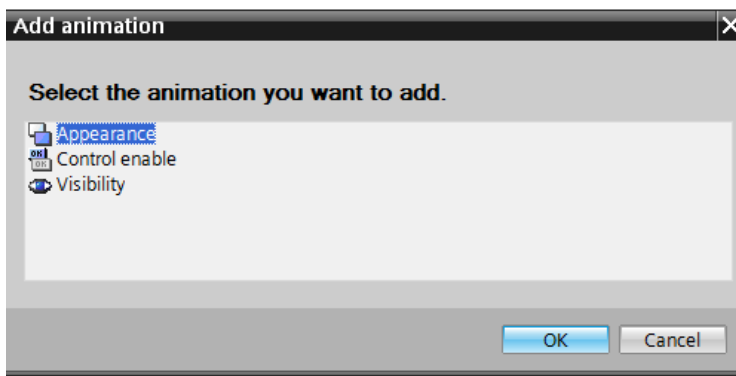 Add animation
Select the animation you want to add.
Appearance
Control enable
Visibility
OK Cancel